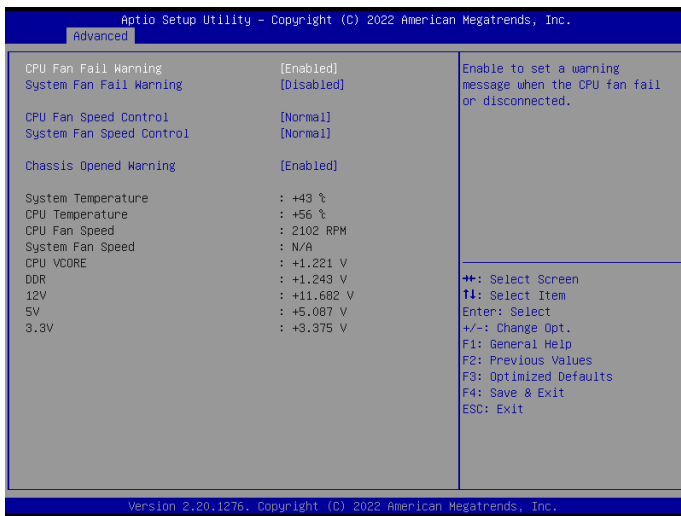 Aptio Setup Utility – Copyright (C) 2022 American Megatrends, Inc.
Advanced
CPU Fan Fail Warning [Enabled]
System Fan Fail Warning [Disabled]
CPU Fan Speed Control [Normal]
System Fan Speed Control [Normal]
Chassis Opened Warning [Enabled]
System Temperature : +43 ℃
CPU Temperature : +56 ℃
CPU Fan Speed : 2102 RPM
System Fan Speed : N/A
CPU VCORE : +1.221 V
DDR : +1.243 V
12V : +11.682 V
5V : +5.087 V
3.3V : +3.375 V
Enable to set a warning
message when the CPU fan fail
or disconnected.
→←: Select Screen
↑↓: Select Item
Enter: Select
+/-: Change Opt.
F1: General Help
F2: Previous Values
F3: Optimized Defaults
F4: Save & Exit
ESC: Exit
Version 2.20.1276. Copyright (C) 2022 American Megatrends, Inc.